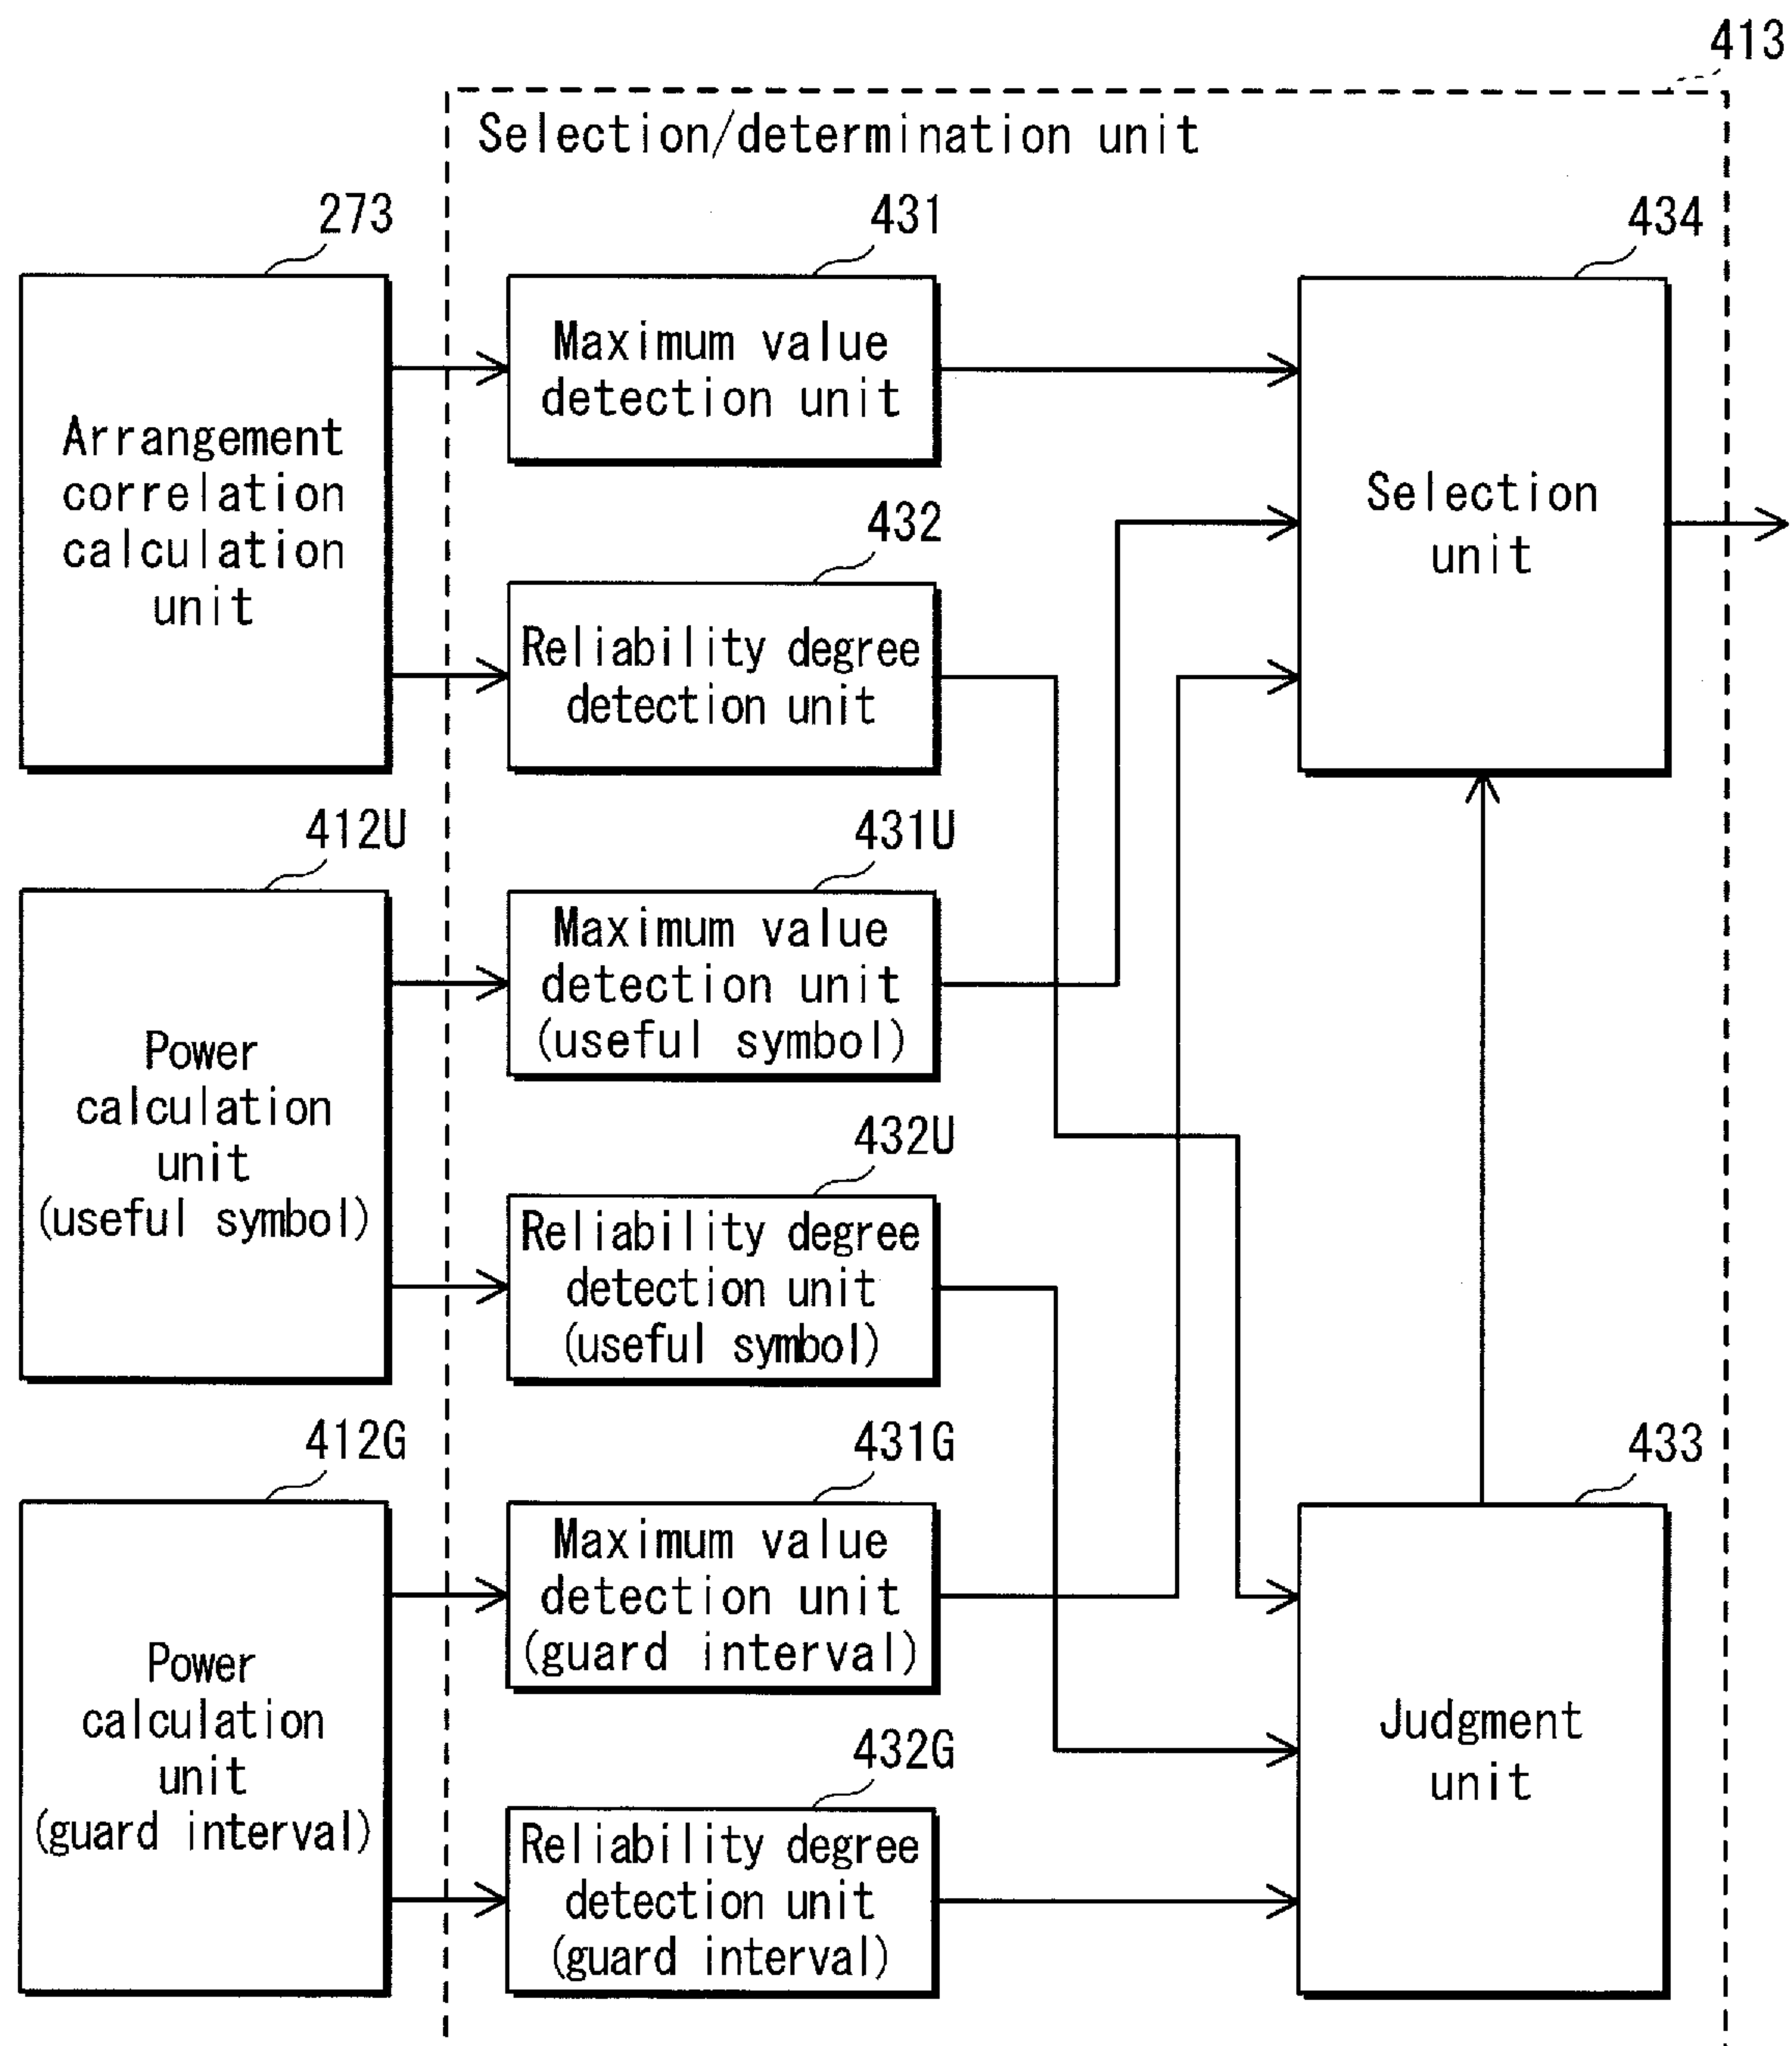 413
Selection/determination unit
273
431
434
Arrangement
correlation
calculation
unit
Maximum value
detection unit
Selection
unit
432
Reliability degree
detection unit
412U
431U
Power
calculation
unit
(useful symbol)
Maximum value
detection unit
(useful symbol)
432U
Reliability degree
detection unit
(useful symbol)
412G
431G
433
Power
calculation
unit
(guard interval)
Maximum value
detection unit
(guard interval)
Judgment
unit
432G
Reliability degree
detection unit
(guard interval)